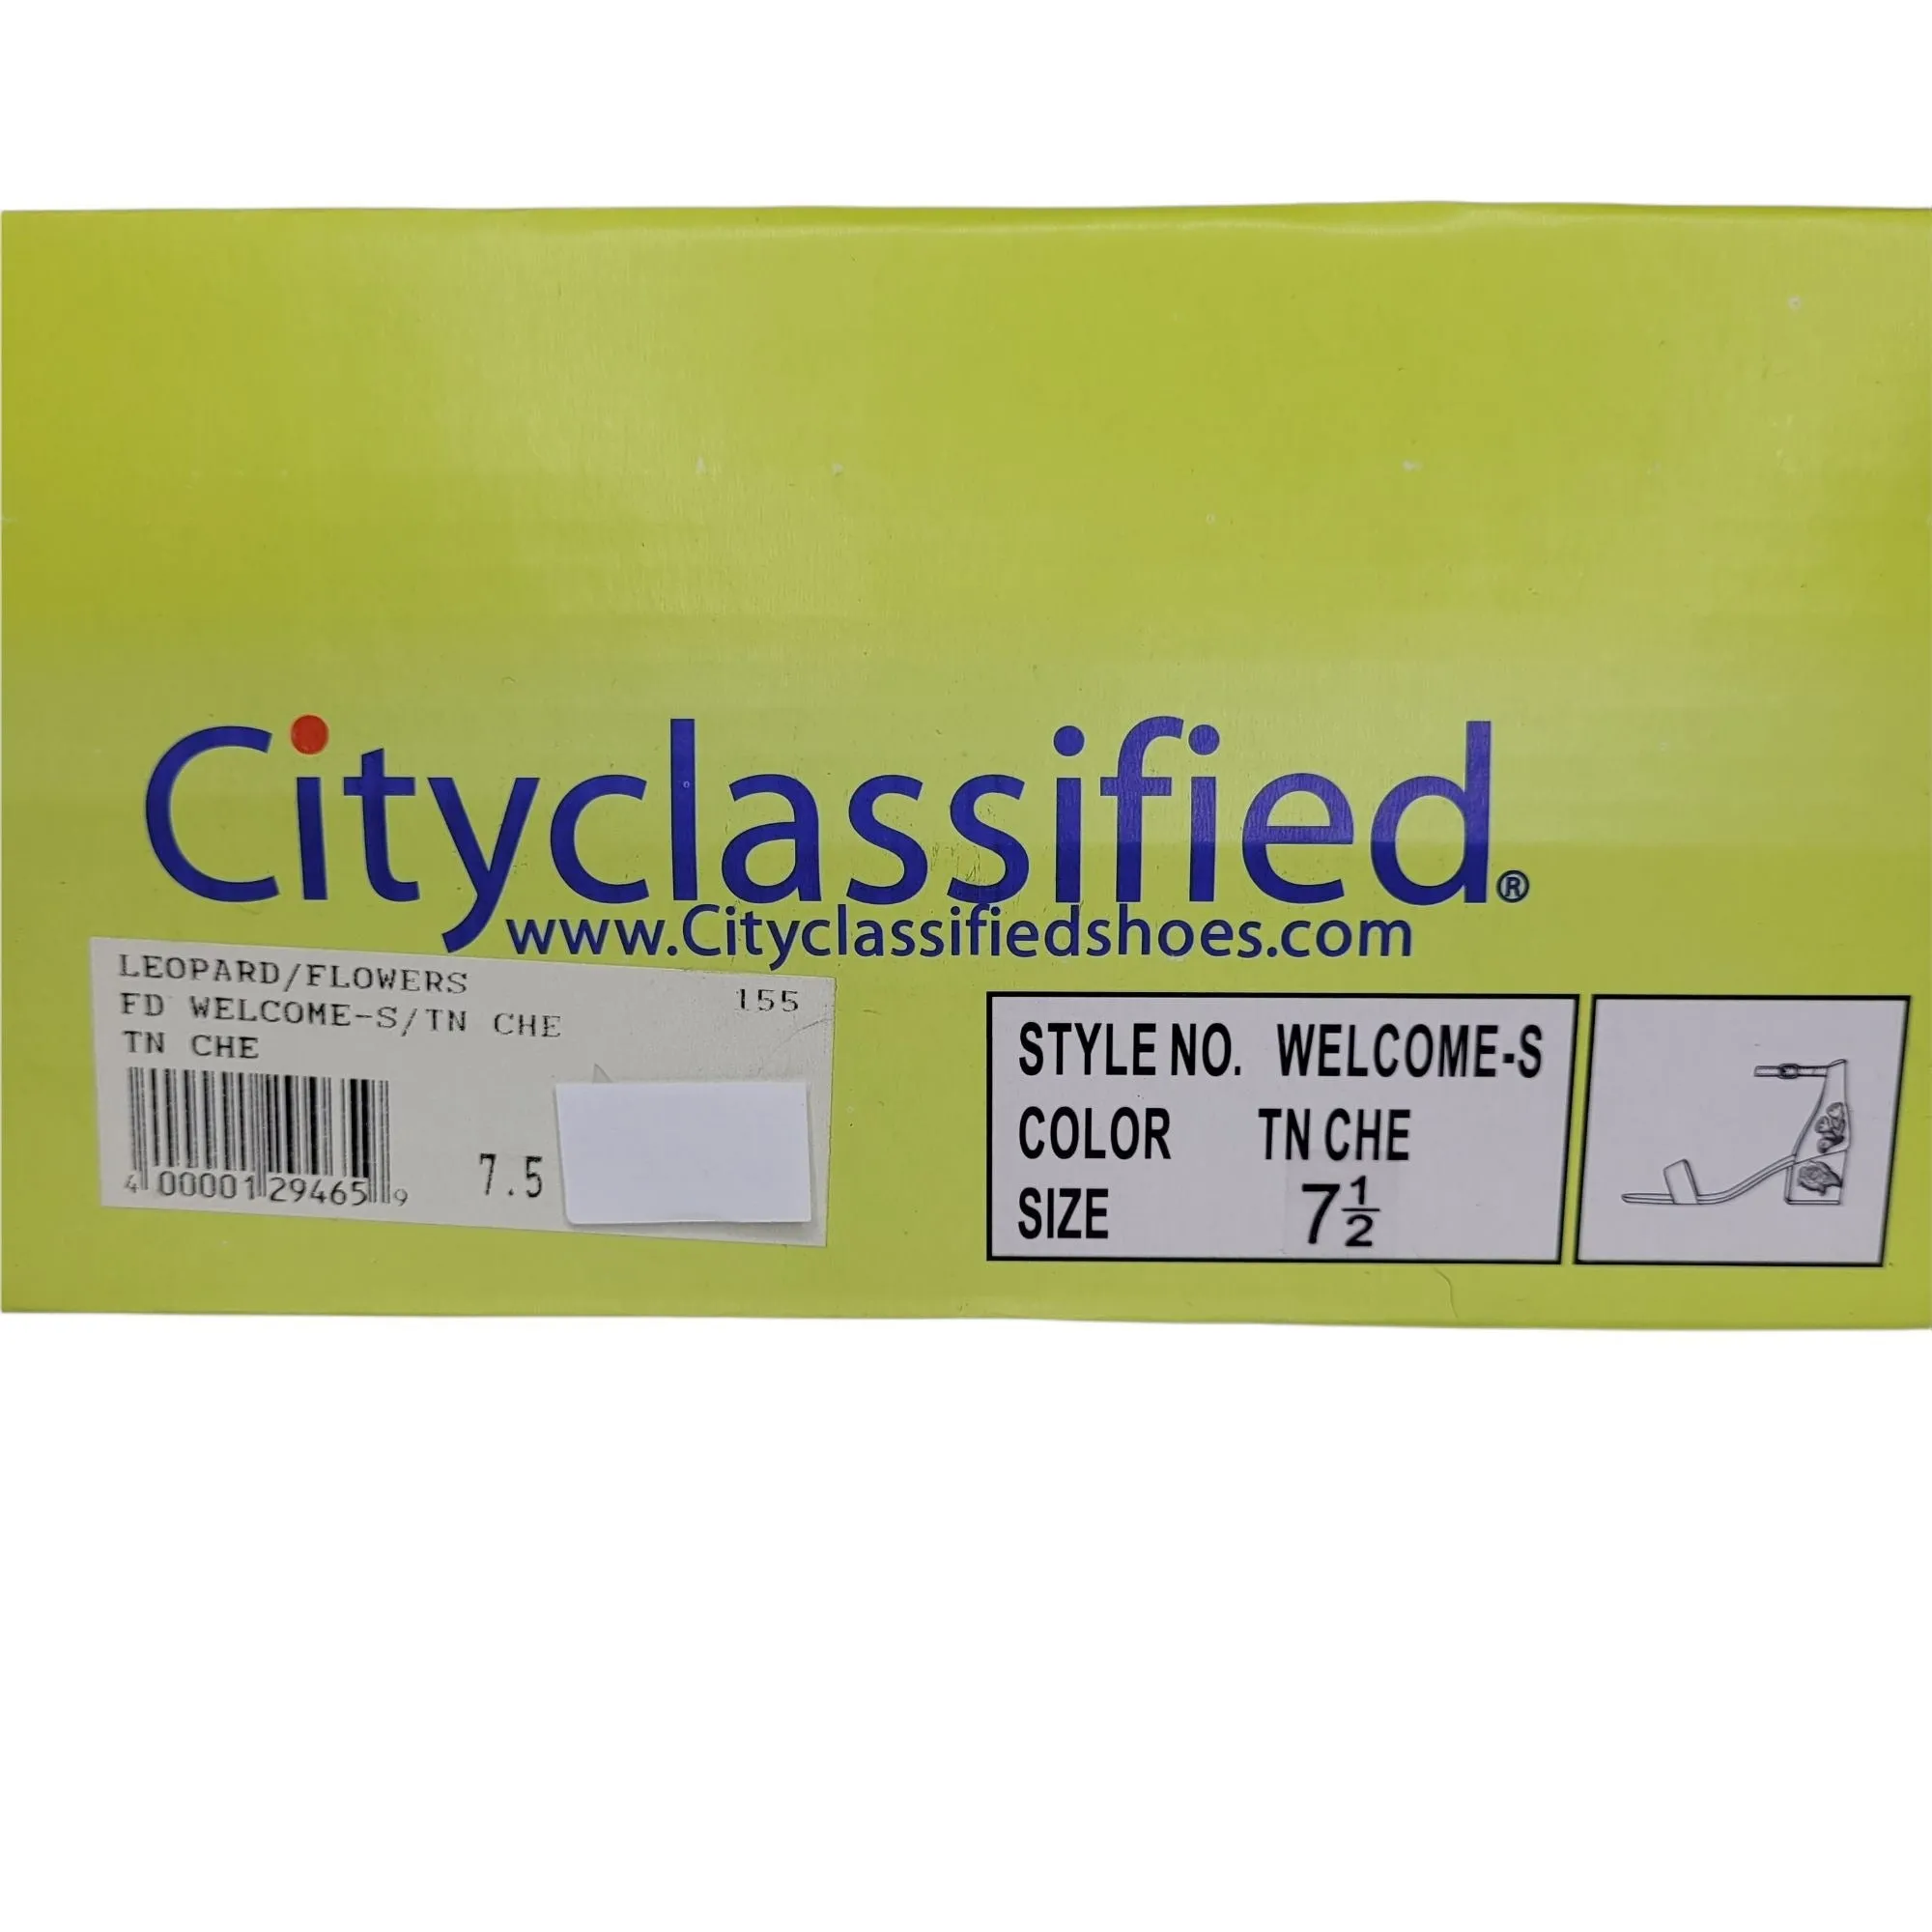 Cityclassified®
www.Cityclassifiedshoes.com
LEOPARD/FLOWERS
155
FD WELCOME-S/TN CHE
TN CHE
4 00001 29465 9
7.5
STYLE NO. WELCOME-S
COLOR TN CHE
SIZE 7½